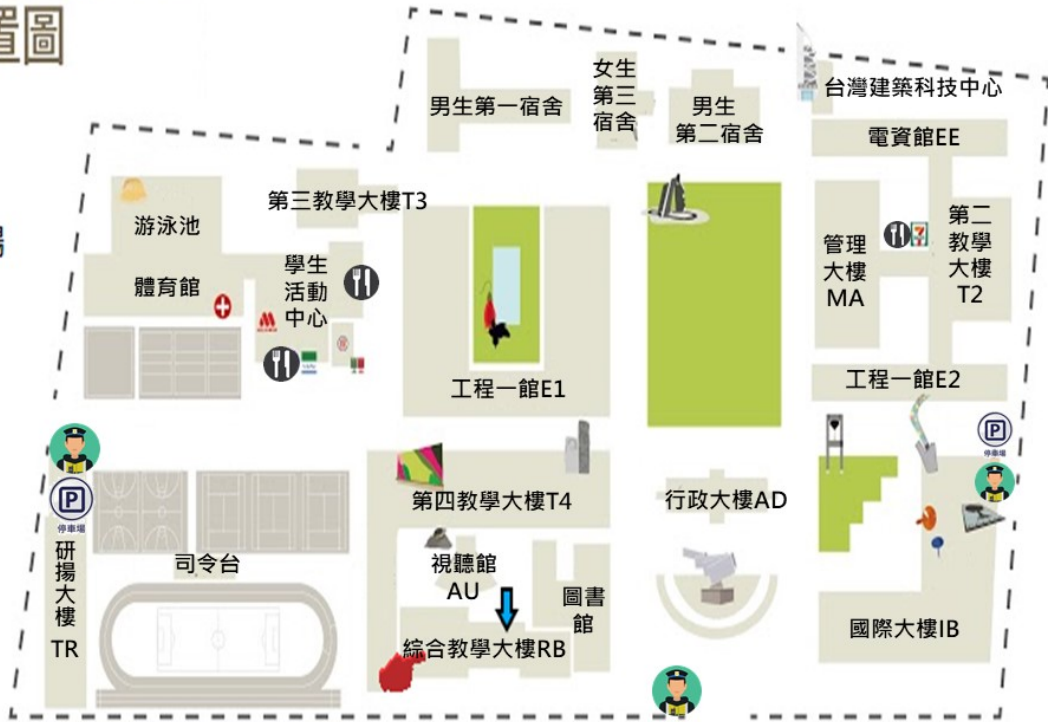 置圖
場
男生第一宿舍
女生
第三
宿舍
男生
第二宿舍
台灣建築科技中心
電資館EE
第三教學大樓T3
游泳池
體育館
學生
活動
中心
管理
大樓
MA
7
第二
教學
大樓
T2
工程一館E1
工程一館E2
P
停車場
P
停車場
第四教學大樓T4
行政大樓AD
研揚大樓
TR
司令台
視聽館
AU
圖書
館
綜合教學大樓RB
國際大樓IB